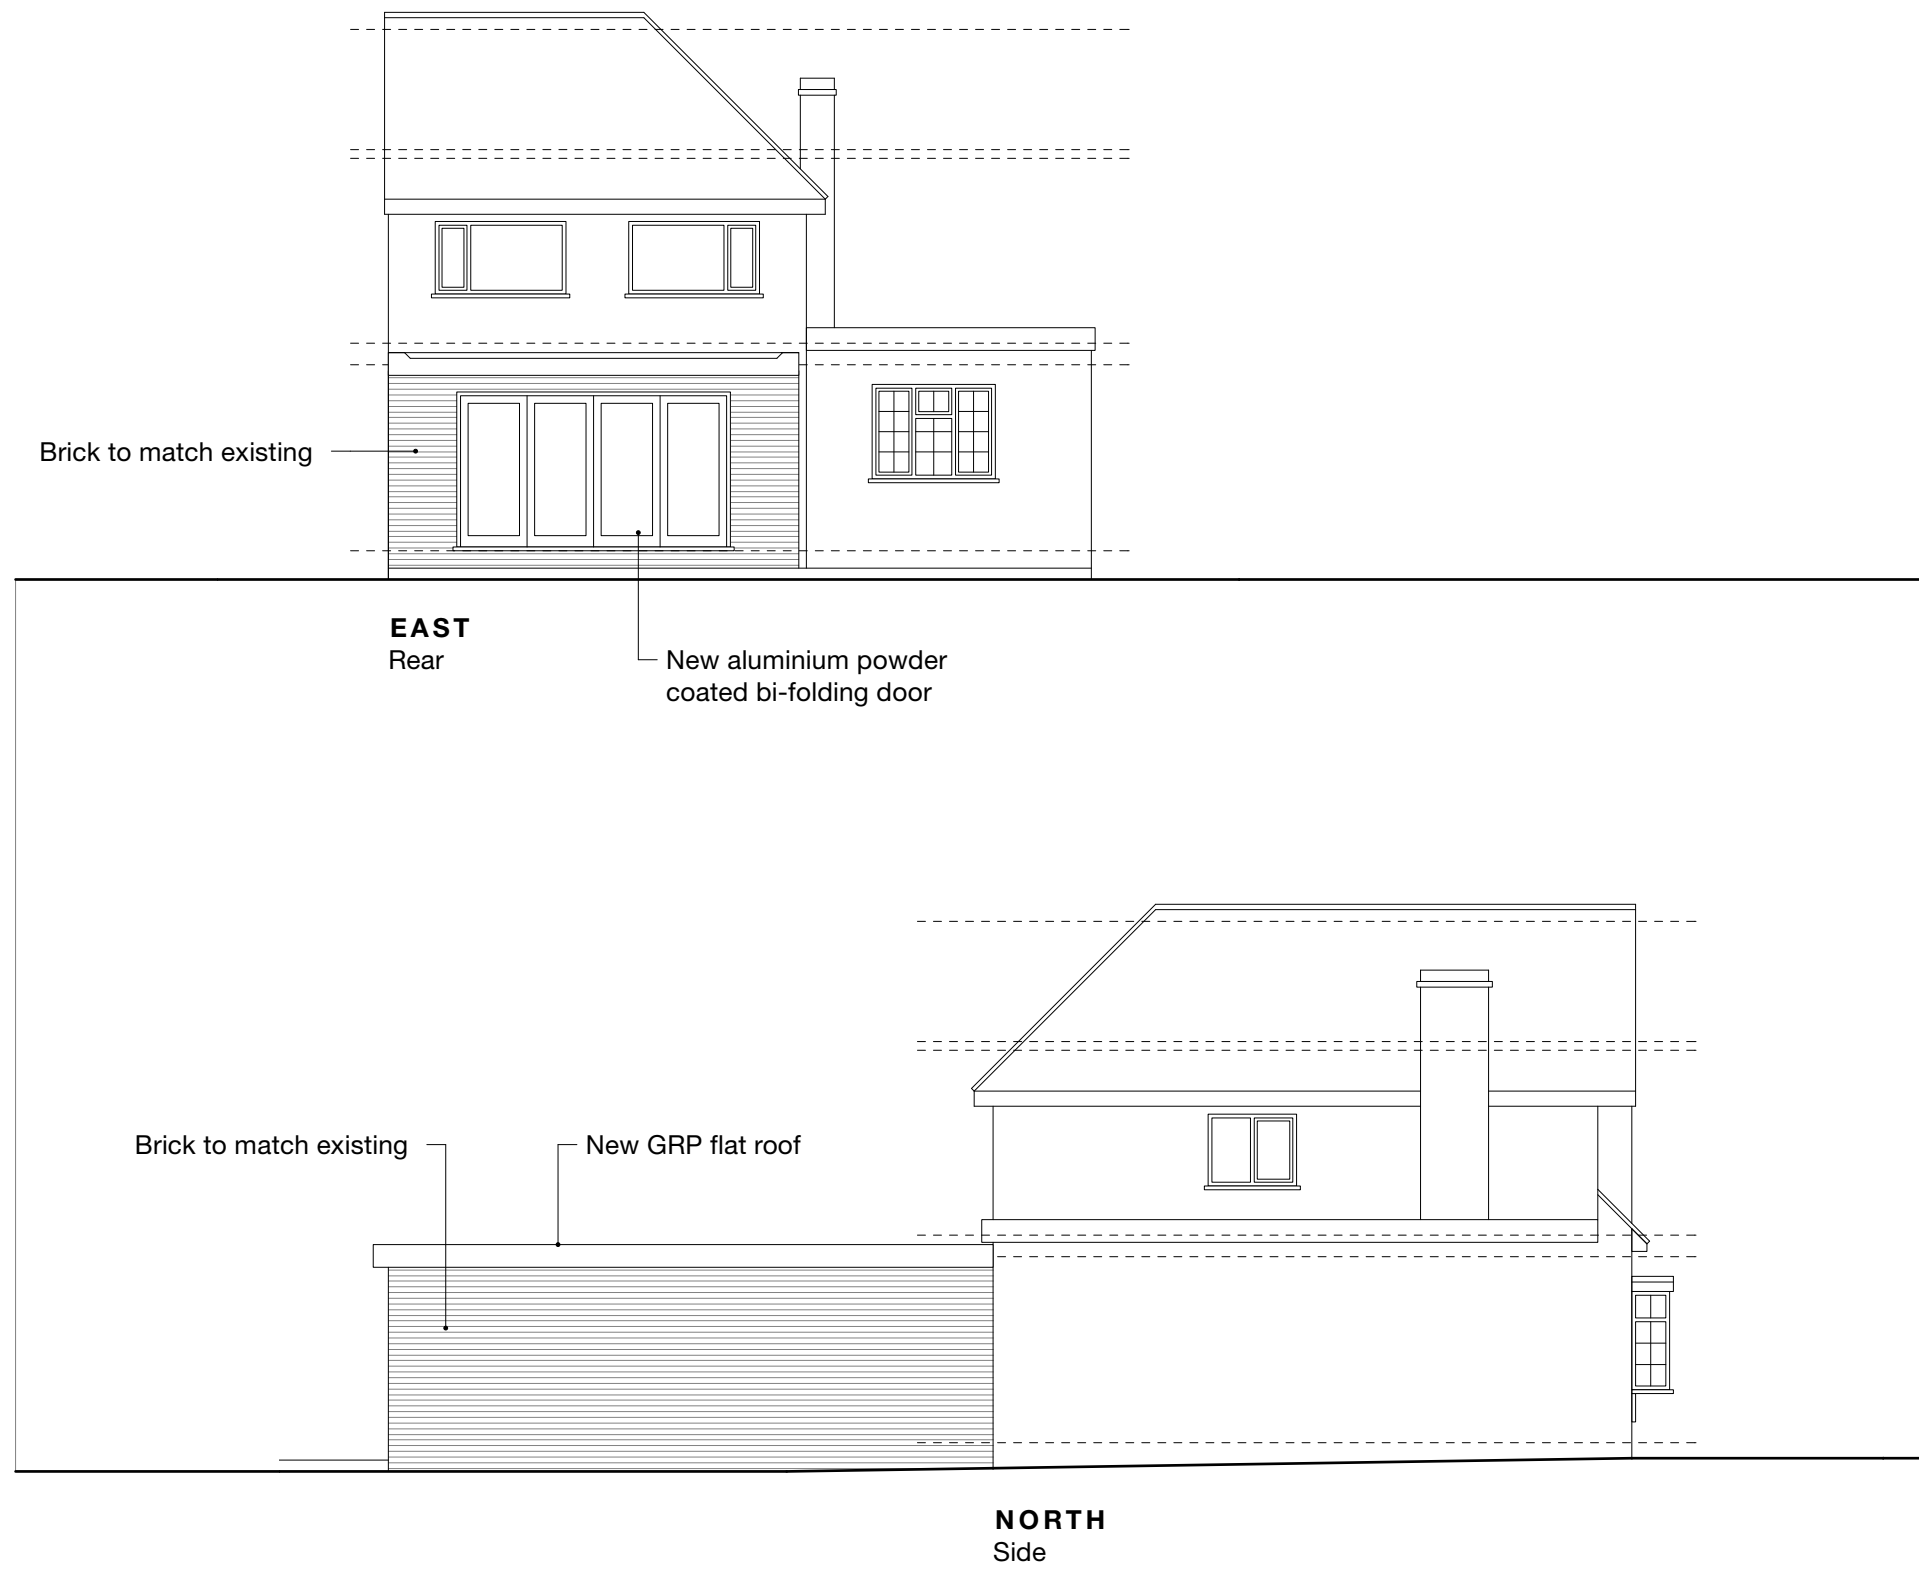 Brick to match existing
EAST
Rear
New aluminium powder
coated bi-folding door
Brick to match existing
New GRP flat roof
NORTH
Side